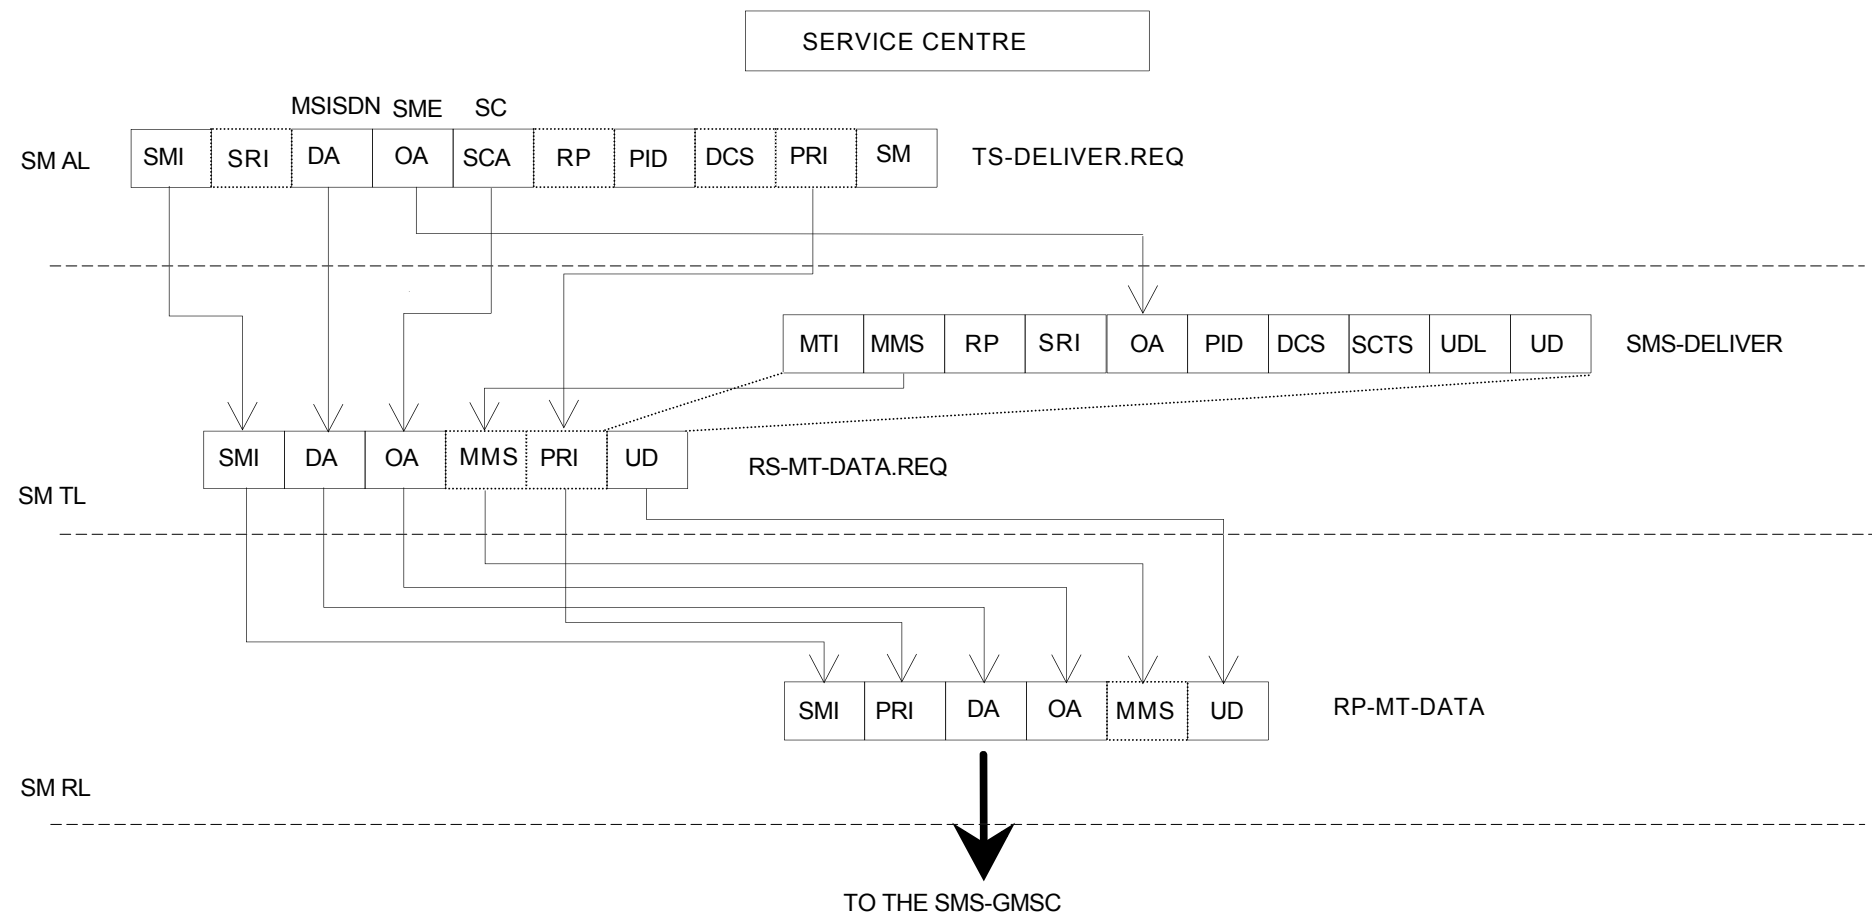 SERVICE CENTRE
MSISDN SME SC
SM AL SMI SRI DA OA SCA RP PID DCS PRI SM TS-DELIVER.REQ
MTI MMS RP SRI OA PID DCS SCTS UDL UD SMS-DELIVER
SMI DA OA MMS PRI UD RS-MT-DATA.REQ
SM TL
SMI PRI DA OA MMS UD RP-MT-DATA
SM RL
TO THE SMS-GMSC